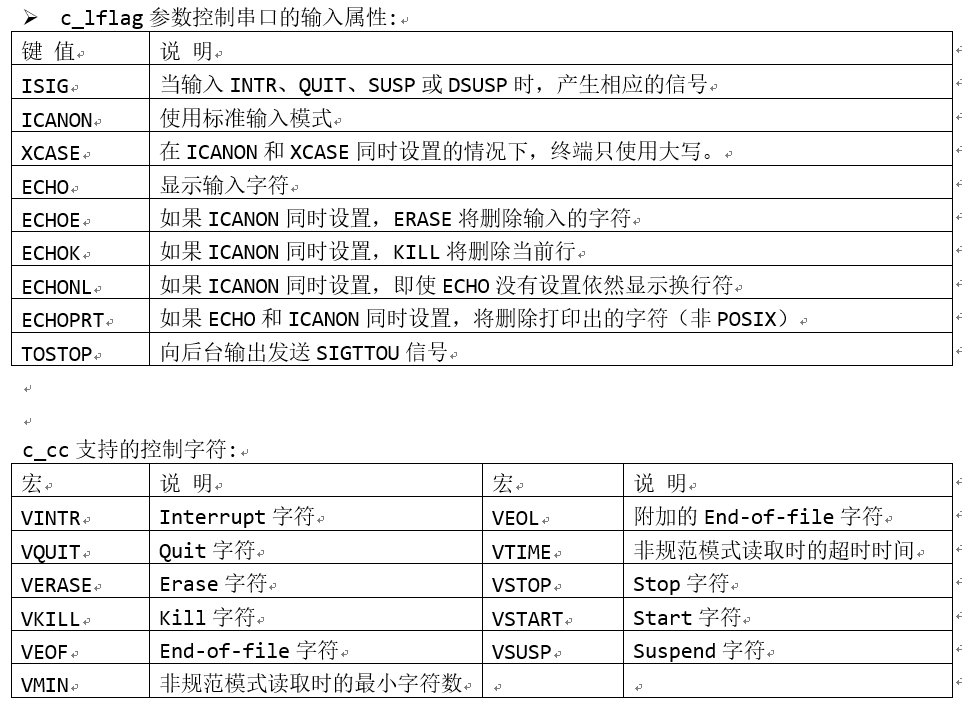 ➢ c_lflag 参数控制串口的输入属性:
键 值 说 明
ISIG 当输入 INTR、QUIT、SUSP 或 DSUSP 时，产生相应的信号
ICANON 使用标准输入模式
XCASE 在 ICANON 和 XCASE 同时设置的情况下，终端只使用大写。
ECHO 显示输入字符
ECHOE 如果 ICANON 同时设置，ERASE 将删除输入的字符
ECHOK 如果 ICANON 同时设置，KILL 将删除当前行
ECHONL 如果 ICANON 同时设置，即使 ECHO 没有设置依然显示换行符
ECHOPRT 如果 ECHO 和 ICANON 同时设置，将删除打印出的字符（非 POSIX）
TOSTOP 向后台输出发送 SIGTTOU 信号
c_cc 支持的控制字符:
宏 说 明 宏 说 明
VINTR Interrupt 字符 VEOL 附加的 End-of-file 字符
VQUIT Quit 字符 VTIME 非规范模式读取时的超时时间
VERASE Erase 字符 VSTOP Stop 字符
VKILL Kill 字符 VSTART Start 字符
VEOF End-of-file 字符 VSUSP Suspend 字符
VMIN 非规范模式读取时的最小字符数